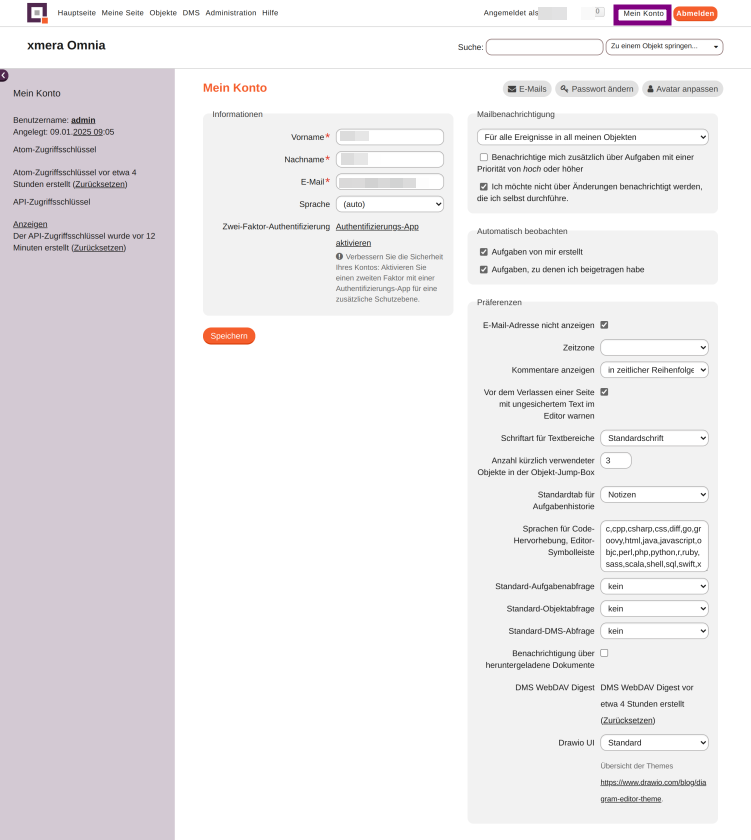 Hauptseite Meine Seite Objekte DMS Administration Hilfe
Angemeldet als
0
Mein Konto
Abmelden
xmera Omnia
Suche:
Zu einem Objekt springen...
Mein Konto
Benutzername: admin
Angelegt: 09.01.2025 09:05
Atom-Zugriffsschlüssel
Atom-Zugriffsschlüssel vor etwa 4
Stunden erstellt (Zurücksetzen)
API-Zugriffsschlüssel
Anzeigen
Der API-Zugriffsschlüssel wurde vor 12
Minuten erstellt (Zurücksetzen)
Mein Konto
E-Mails
Passwort ändern
Avatar anpassen
Informationen
Vorname*
Nachname*
E-Mail*
Sprache (auto)
Zwei-Faktor-Authentifizierung Authentifizierungs-App
aktivieren
Verbessern Sie die Sicherheit
Ihres Kontos: Aktivieren Sie
einen zweiten Faktor mit einer
Authentifizierungs-App für eine
zusätzliche Schutzebene.
Speichern
Mailbenachrichtigung
Für alle Ereignisse in all meinen Objekten
Benachrichtige mich zusätzlich über Aufgaben mit einer
Priorität von hoch oder höher
Ich möchte nicht über Änderungen benachrichtigt werden,
die ich selbst durchführe.
Automatisch beobachten
Aufgaben von mir erstellt
Aufgaben, zu denen ich beigetragen habe
Präferenzen
E-Mail-Adresse nicht anzeigen
Zeitzone
Kommentare anzeigen in zeitlicher Reihenfolge
Vor dem Verlassen einer Seite
mit ungesichertem Text im
Editor warnen
Schriftart für Textbereiche Standardschrift
Anzahl kürzlich verwendeter 3
Objekte in der Objekt-Jump-Box
Standardtab für Notizen
Aufgabenhistorie
Sprachen für Code-
Hervorhebung, Editor-
Symbolleiste
c,cpp,csharp,css,diff,go,gr
oovy,html,java,javascript,o
bjc,perl,php,python,r,ruby,
sass,scala,shell,sql,swift,x
Standard-Aufgabenabfrage kein
Standard-Objektabfrage kein
Standard-DMS-Abfrage kein
Benachrichtigung über
heruntergeladene Dokumente
DMS WebDAV Digest DMS WebDAV Digest vor
etwa 4 Stunden erstellt
(Zurücksetzen)
Drawio UI Standard
Übersicht der Themes
https://www.drawio.com/blog/dia
gram-editor-theme.